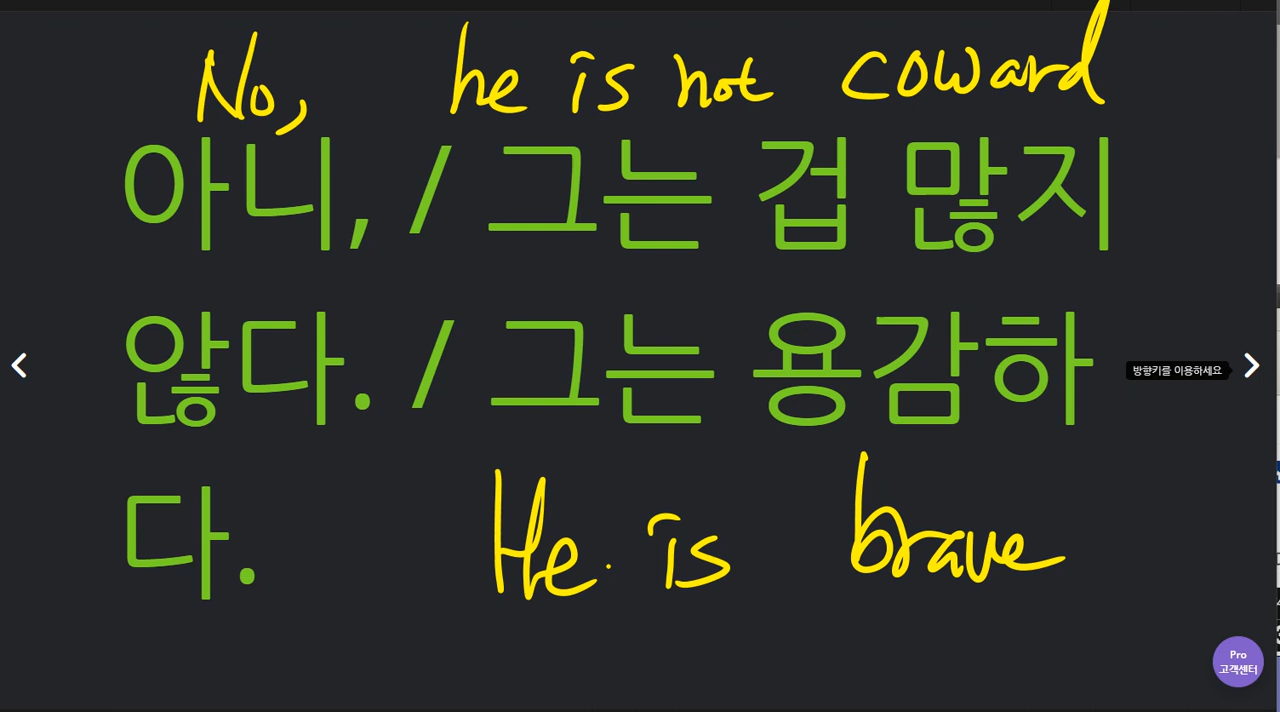 No, he is not coward
아니, / 그는 겁 많지
않다. / 그는 용감하
방향키를 이용하세요
다.
He is brave
Pro
고객센터